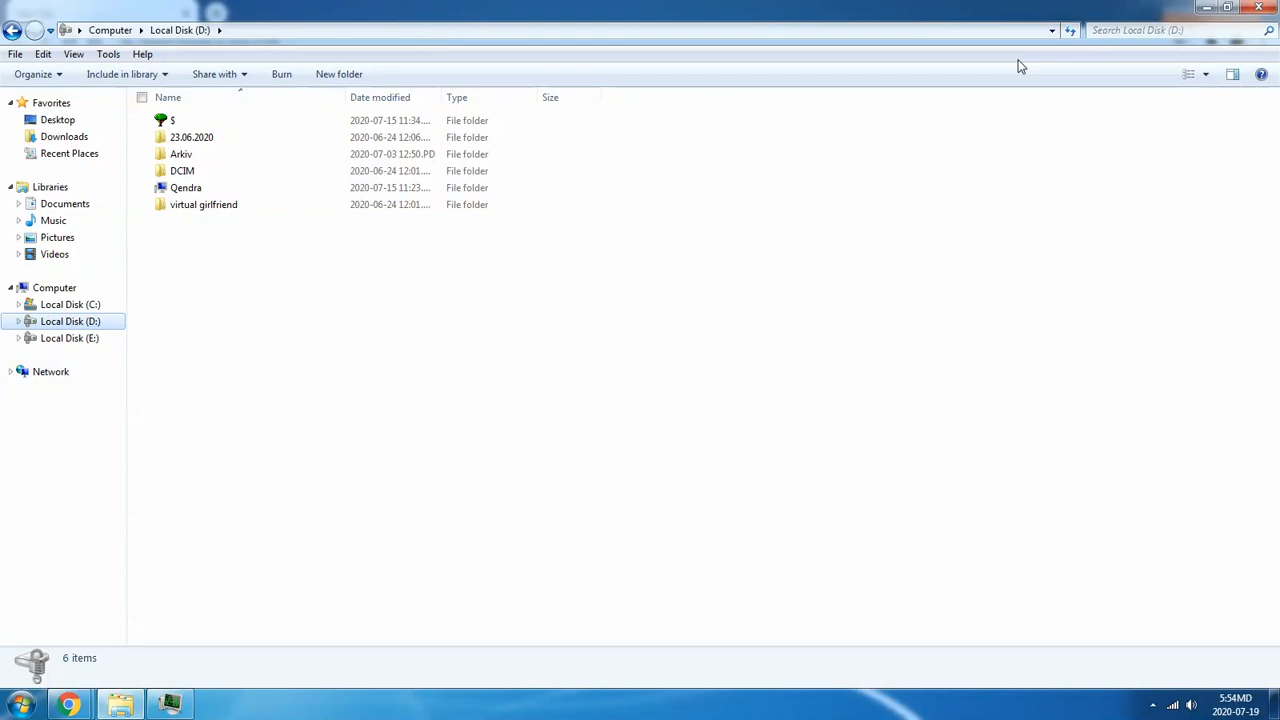 Computer Local Disk (D:)
Search Local Disk (D:)
File Edit View Tools Help
Organize Include in library Share with Burn New folder
Name Date modified Type Size
$ 2020-07-15 11:34.... File folder
23.06.2020 2020-06-24 12:06.... File folder
Arkiv 2020-07-03 12:50.PD File folder
DCIM 2020-06-24 12:01.... File folder
Qendra 2020-07-15 11:23.... File folder
virtual girlfriend 2020-06-24 12:01.... File folder
Favorites
Desktop
Downloads
Recent Places
Libraries
Documents
Music
Pictures
Videos
Computer
Local Disk (C:)
Local Disk (D:)
Local Disk (E:)
Network
6 items
5:54MD
2020-07-19